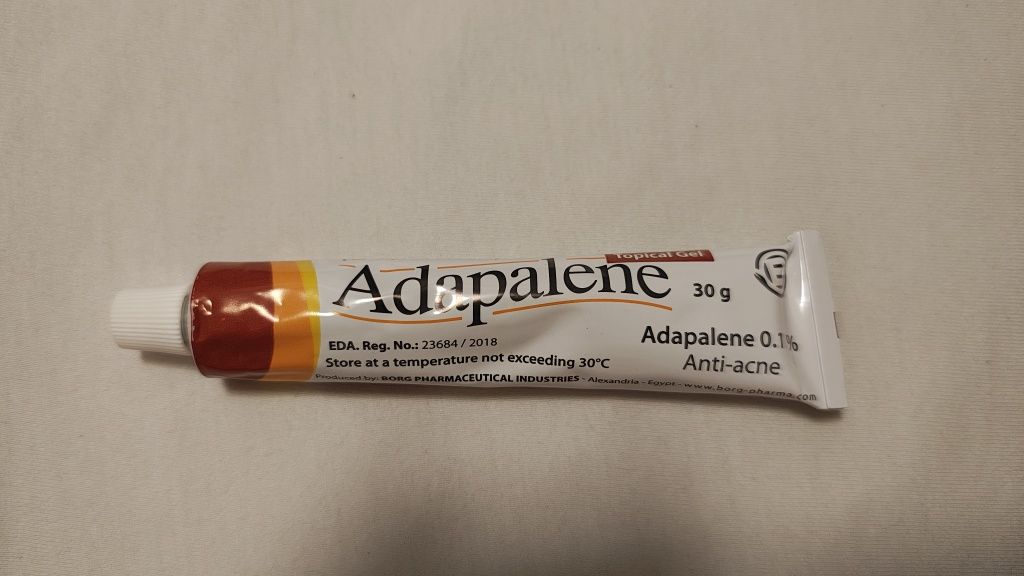 Topical Gel
Adapalene
30 g
Adapalene 0.1%
Anti-acne
EDA. Reg. No.: 23684 / 2018
Store at a temperature not exceeding 30°C
Produced by: BORG PHARMACEUTICAL INDUSTRIES - Alexandria - Egypt - www.borg-pharma.com